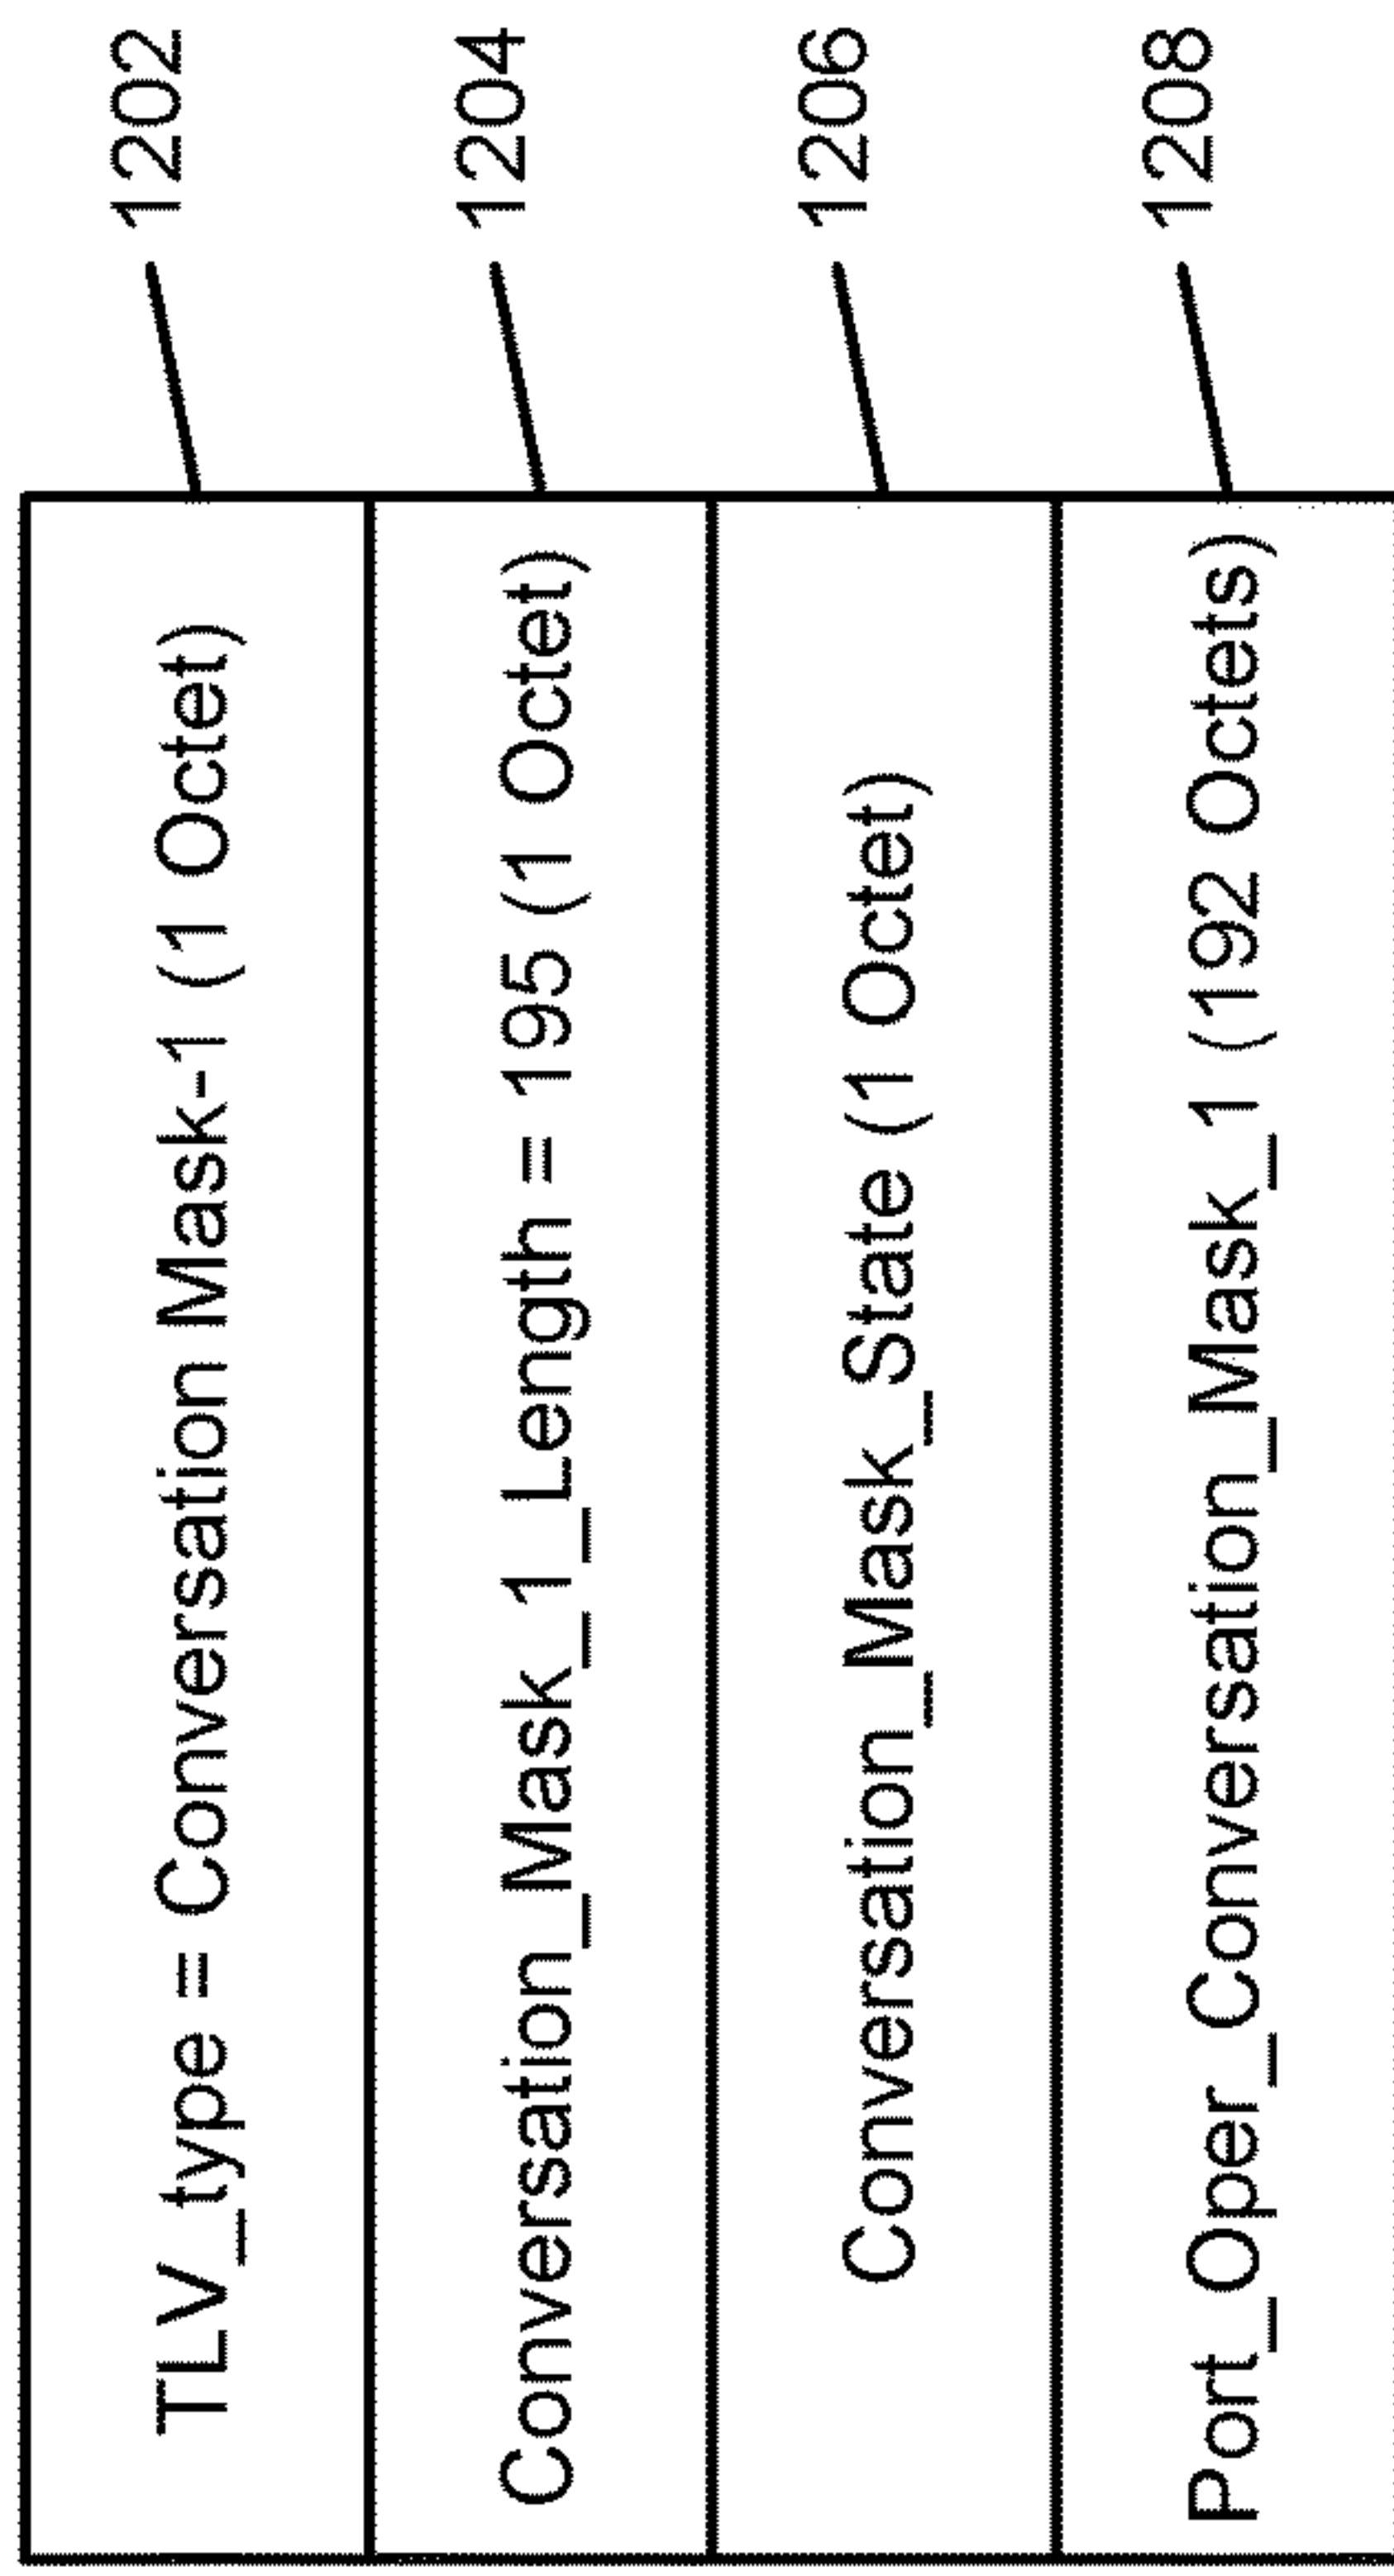 TLV_type = Conversation Mask-1 (1 Octet) 1202
Conversation_Mask_1_Length = 195 (1 Octet) 1204
Conversation_Mask_State (1 Octet) 1206
Port_Oper_Conversation_Mask_1 (192 Octets) 1208